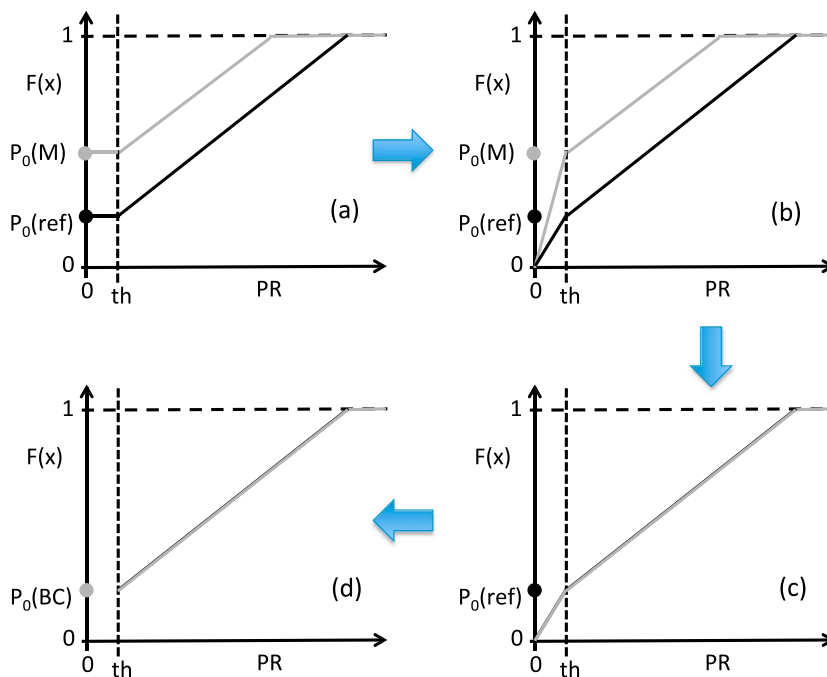 1
F(x)
P₀(M)
P₀(ref)
0
0
th
PR
(a)
1
F(x)
P₀(M)
P₀(ref)
0
0
th
PR
(b)
1
F(x)
P₀(BC)
0
0
th
PR
(d)
1
F(x)
P₀(ref)
0
0
th
PR
(c)